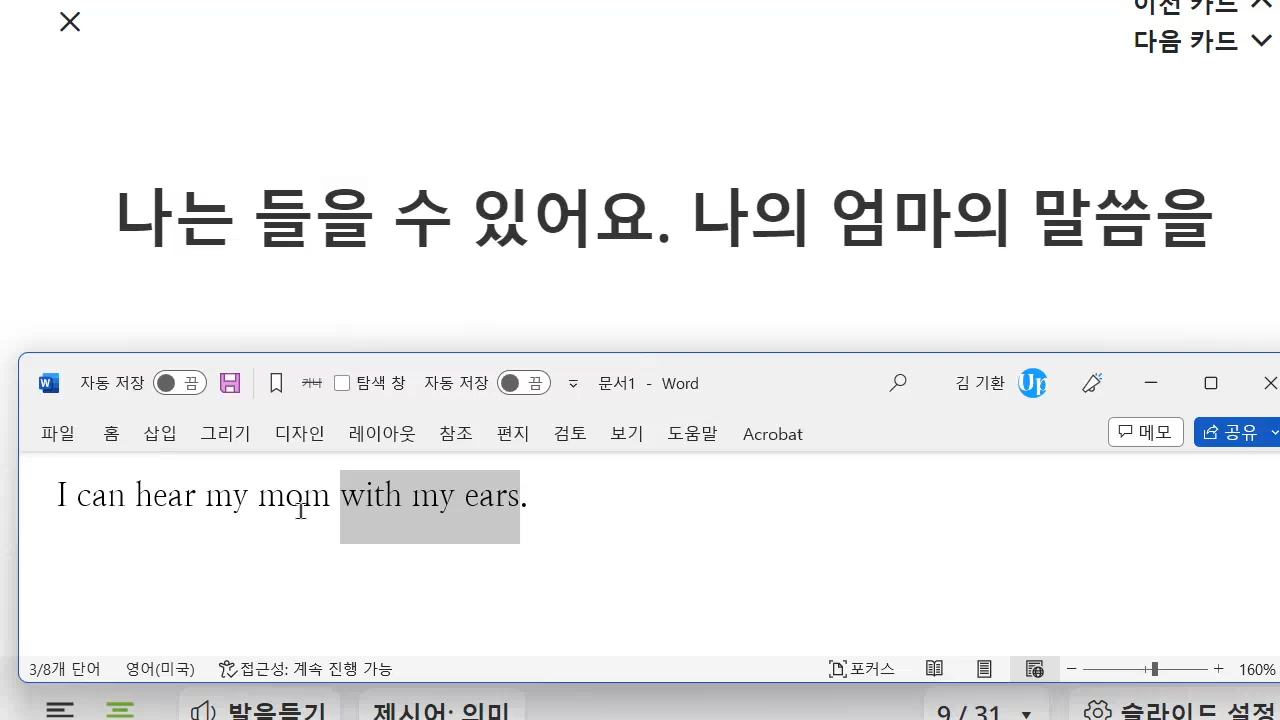 이전 카드
다음 카드
나는 들을 수 있어요. 나의 엄마의 말씀을
자동 저장 끔 가나 탐색 창 자동 저장 끔 문서1 - Word 김 기환 Up
파일 홈 삽입 그리기 디자인 레이아웃 참조 편지 검토 보기 도움말 Acrobat 메모 공유
I can hear my mom with my ears.
3/8개 단어 영어(미국) 접근성: 계속 진행 가능 포커스 160%
발음듣기 제시어: 의미 9 / 31 슬라이드 설정